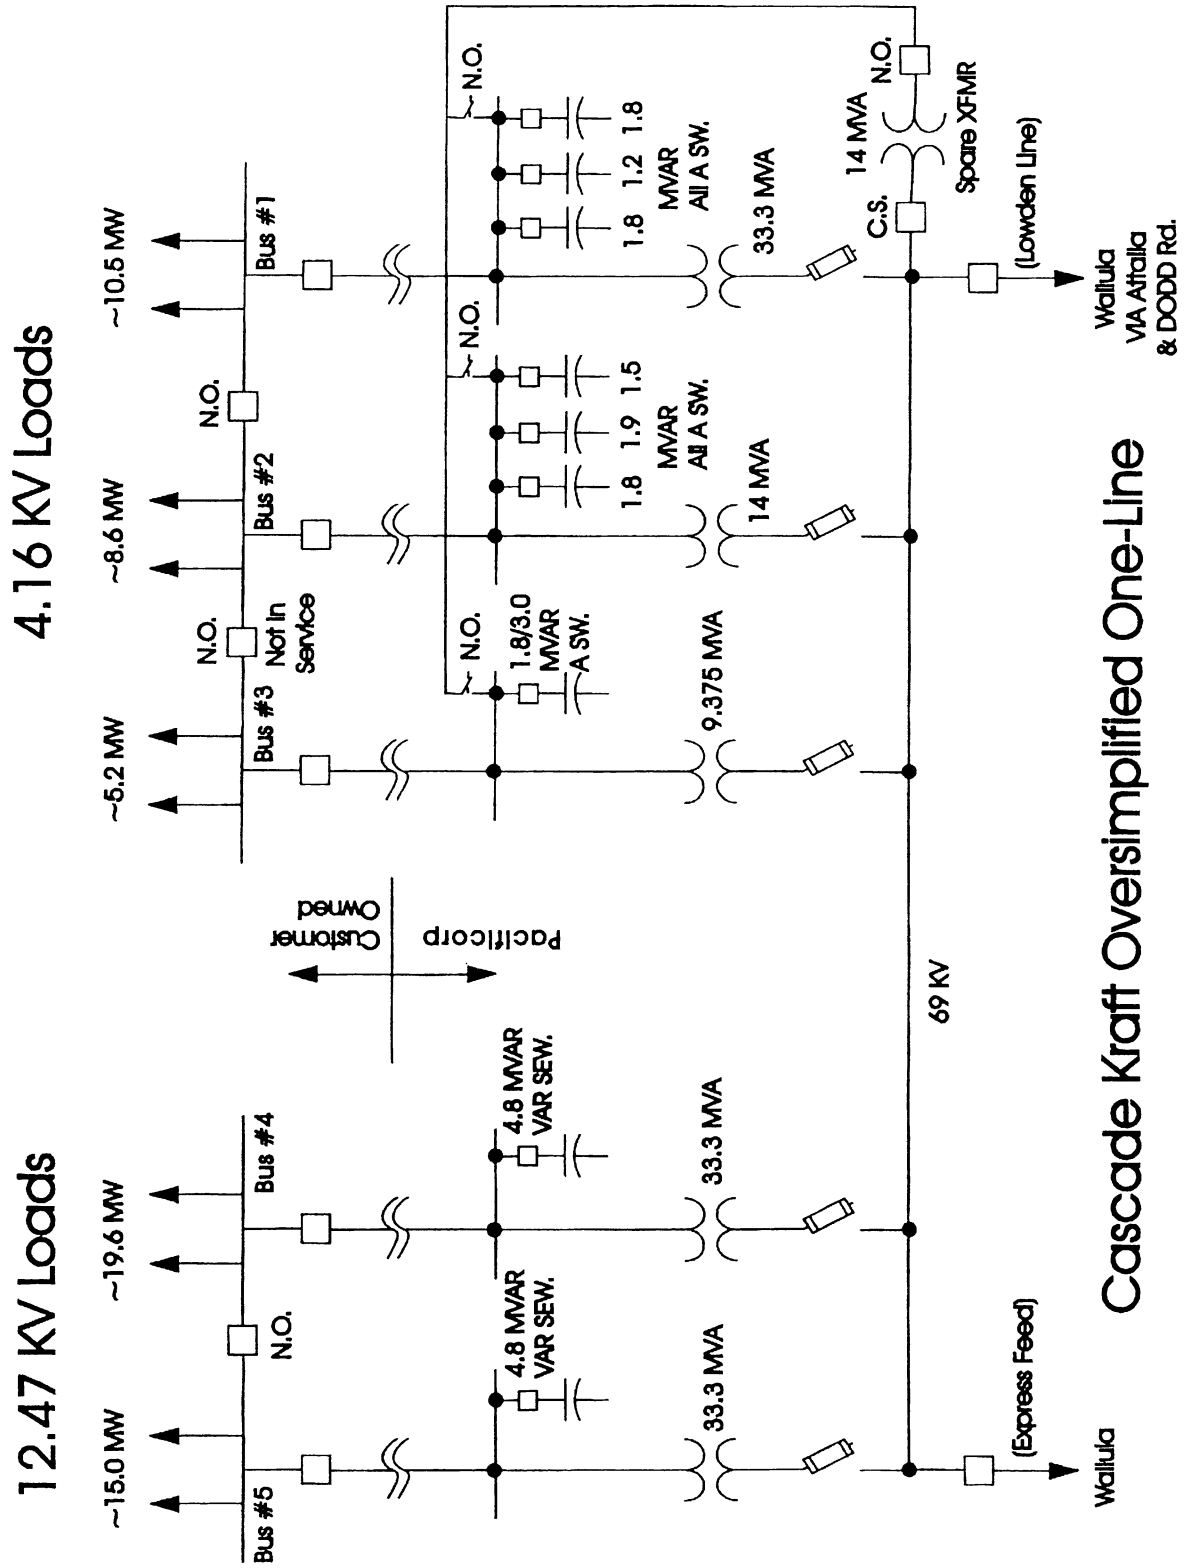 12.47 KV Loads
4.16 KV Loads
~15.0 MW
~19.6 MW
~5.2 MW
~8.6 MW
~10.5 MW
Bus #5
N.O.
Bus #4
Bus #3
N.O.
Not In
Service
Bus #2
N.O.
Bus #1
Customer
Owned
Pacificorp
4.8 MVAR
VAR SEW.
4.8 MVAR
VAR SEW.
N.O.
1.8/3.0
MVAR
A SW.
N.O.
1.8 1.9 1.5
MVAR
All A SW.
N.O.
1.8 1.2 1.8
MVAR
All A SW.
33.3 MVA
33.3 MVA
9.375 MVA
14 MVA
33.3 MVA
14 MVA
C.S.
N.O.
Spare XFMR
69 KV
(Express Feed)
Wallula
(Lowden Line)
Wallula
VIA Attalia
& DODD Rd.
Cascade Kraft Oversimplified One-Line